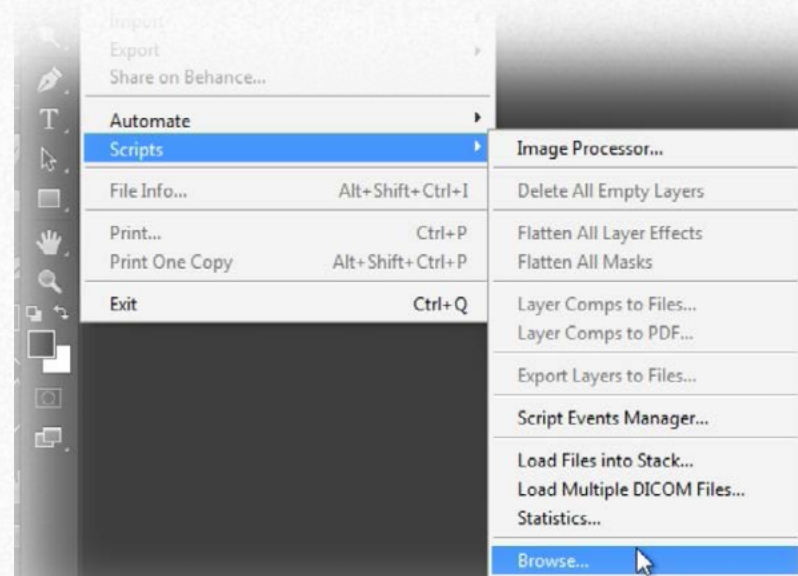 Import
Export
Share on Behance...
Automate
Scripts
File Info... Alt+Shift+Ctrl+I
Print... Ctrl+P
Print One Copy Alt+Shift+Ctrl+P
Exit Ctrl+Q
Image Processor...
Delete All Empty Layers
Flatten All Layer Effects
Flatten All Masks
Layer Comps to Files...
Layer Comps to PDF...
Export Layers to Files...
Script Events Manager...
Load Files into Stack...
Load Multiple DICOM Files...
Statistics...
Browse...